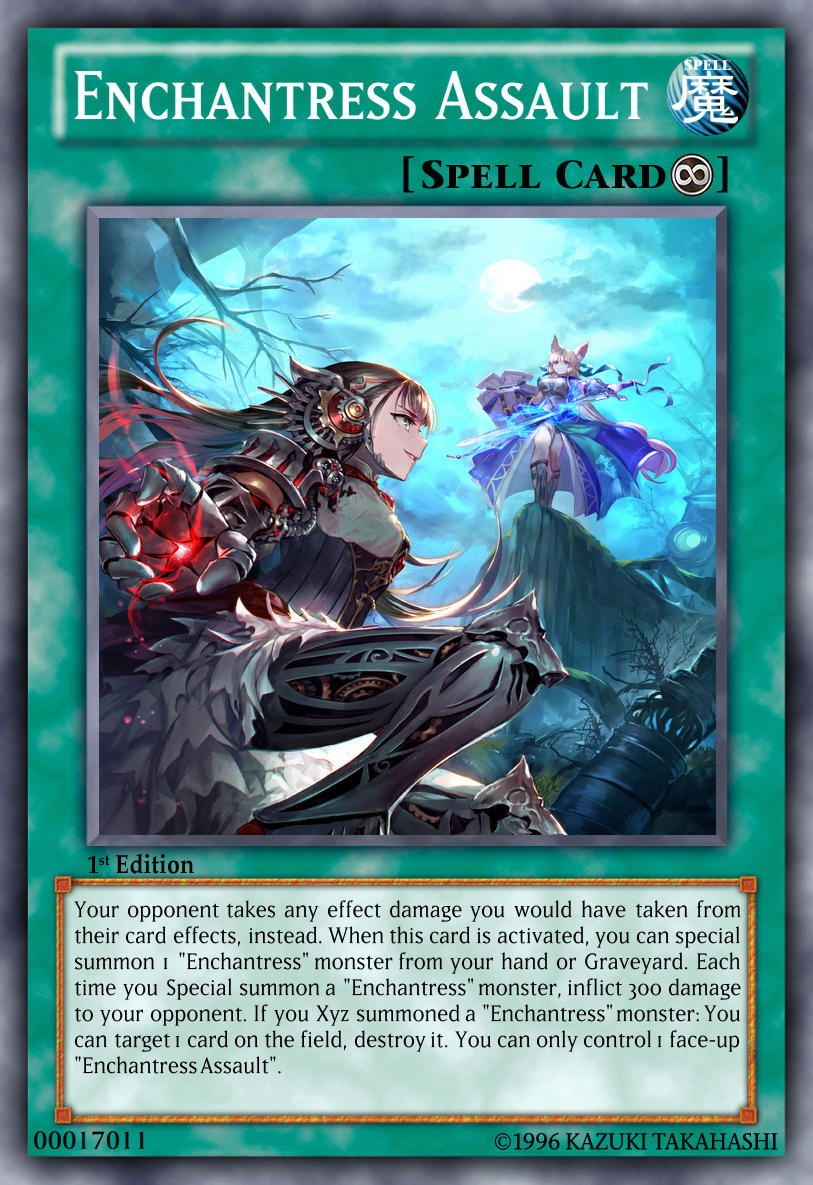 Enchantress Assault
SPELL
魔
[Spell Card]
1st Edition
Your opponent takes any effect damage you would have taken from
their card effects, instead. When this card is activated, you can special
summon 1 "Enchantress" monster from your hand or Graveyard. Each
time you Special summon a "Enchantress" monster, inflict 300 damage
to your opponent. If you Xyz summoned a "Enchantress" monster: You
can target 1 card on the field, destroy it. You can only control 1 face-up
"Enchantress Assault".
00017011
©1996 KAZUKI TAKAHASHI